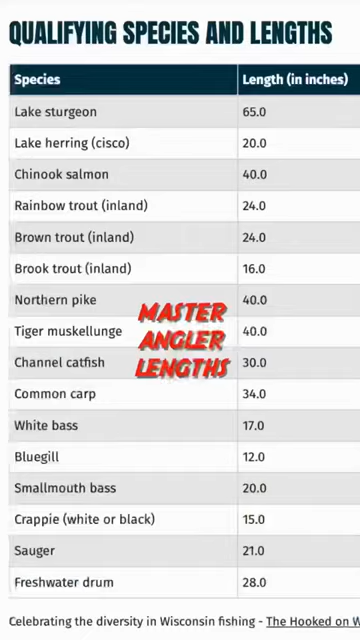 QUALIFYING SPECIES AND LENGTHS
Species Length (in inches)
Lake sturgeon 65.0
Lake herring (cisco) 20.0
Chinook salmon 40.0
Rainbow trout (inland) 24.0
Brown trout (inland) 24.0
Brook trout (inland) 16.0
Northern pike 40.0
Tiger muskellunge 40.0
Channel catfish 30.0
Common carp 34.0
White bass 17.0
Bluegill 12.0
Smallmouth bass 20.0
Crappie (white or black) 15.0
Sauger 21.0
Freshwater drum 28.0
MASTER
ANGLER
LENGTHS
Celebrating the diversity in Wisconsin fishing - The Hooked on W